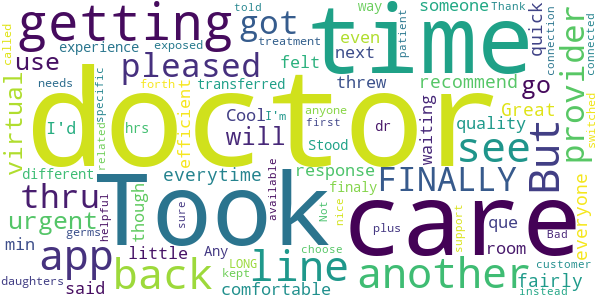 getting
got
time
use
experience
told
way
someone
Thank
called
exposed
treatment
even
patient
quick
connection
connected
needs
specific
pleased
felt
next
threw
recommend
transferred
virtual
doctor
go
provider
I'd
related
hrs
forth
efficient
Cool
I'm
anyone
first
will
Stood
dr
waiting
Great
quality
see
But
switched
different
everytime
response
FINALLY
thru
though
Took
available
finally
Not
nice
care
que
everyone
urgent
germs
helpful
sure
Any
plus
room
support
Bad
min
app
little
line
choose
another
fairly
daughters
said
back
comfortable
LONG
kept
customer
instead